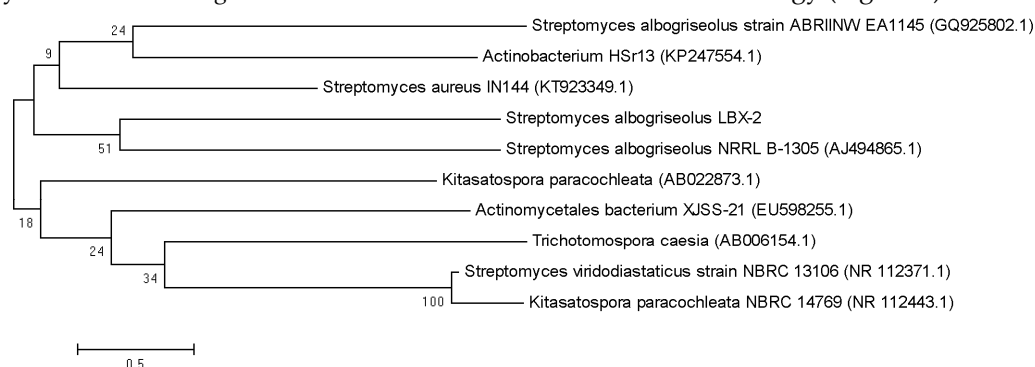 24
Streptomyces albogriseolus strain ABRIINW EA1145 (GQ925802.1)
9
Actinobacterium HSr13 (KP247554.1)
Streptomyces aureus IN144 (KT923349.1)
Streptomyces albogriseolus LBX-2
51
Streptomyces albogriseolus NRRL B-1305 (AJ494865.1)
Kitasatospora paracochleata (AB022873.1)
18
Actinomycetales bacterium XJSS-21 (EU598255.1)
24
Trichotomospora caesia (AB006154.1)
34
Streptomyces viridodiastaticus strain NBRC 13106 (NR 112371.1)
100
Kitasatospora paracochleata NBRC 14769 (NR 112443.1)
0.5